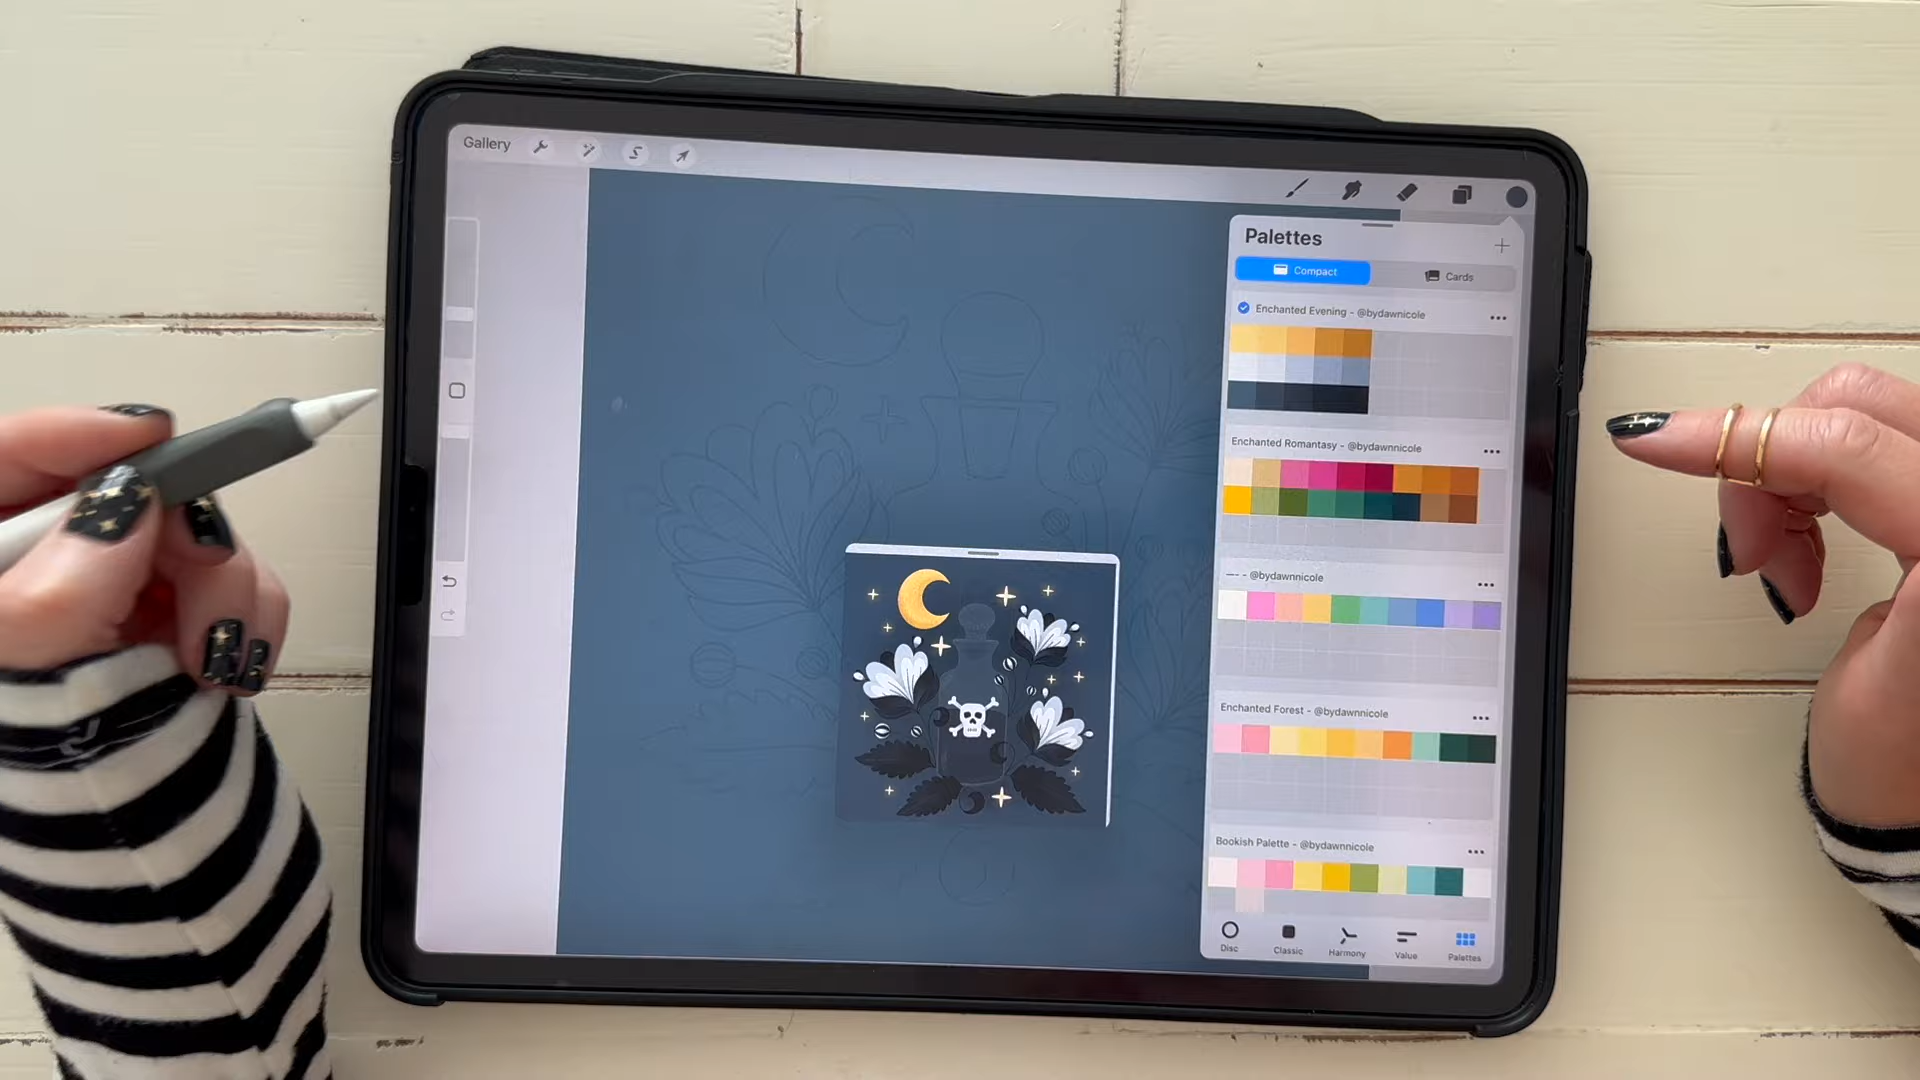 Gallery
Palettes
Compact
Cards
Enchanted Evening - @bydawnnicole
Enchanted Romantasy - @bydawnnicole
--- - @bydawnnicole
Enchanted Forest - @bydawnnicole
Bookish Palette - @bydawnnicole
Disc
Classic
Harmony
Value
Palettes